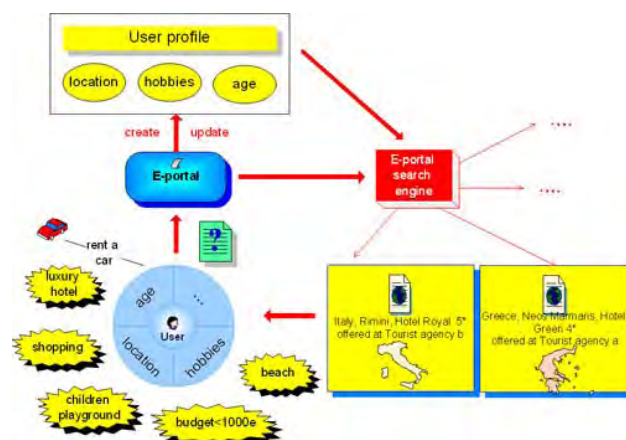 User profile
location
hobbies
age
create
update
E-portal
E-portal
search
engine
.....
.....
?
rent a
car
luxury
hotel
shopping
children
playground
budget<1000e
beach
age
...
User
location
hobbies
Italy, Rimini, Hotel Royal 5*
offered at Tourist agency b
Greece, Neos Marmaris, Hotel
Green 4*
offered at Tourist agency a